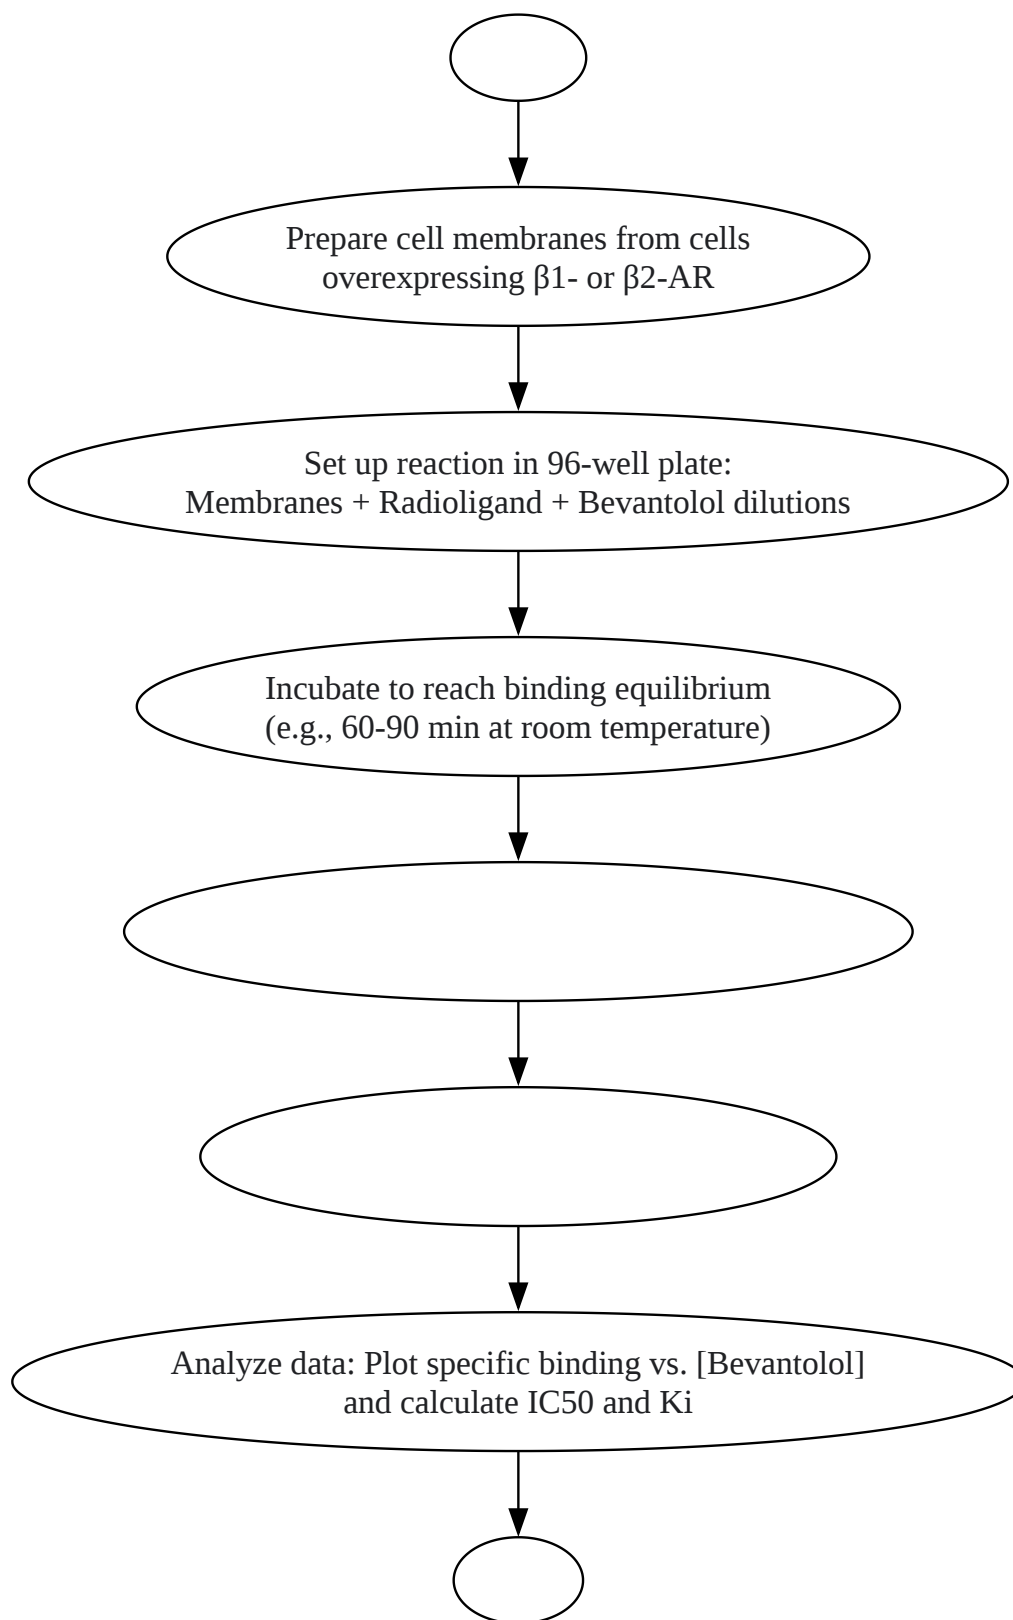 Prepare cell membranes from cells
overexpressing β1- or β2-AR
Set up reaction in 96-well plate:
Membranes + Radioligand + Bevantolol dilutions
Incubate to reach binding equilibrium
(e.g., 60-90 min at room temperature)
Analyze data: Plot specific binding vs. [Bevantolol]
and calculate IC50 and Ki